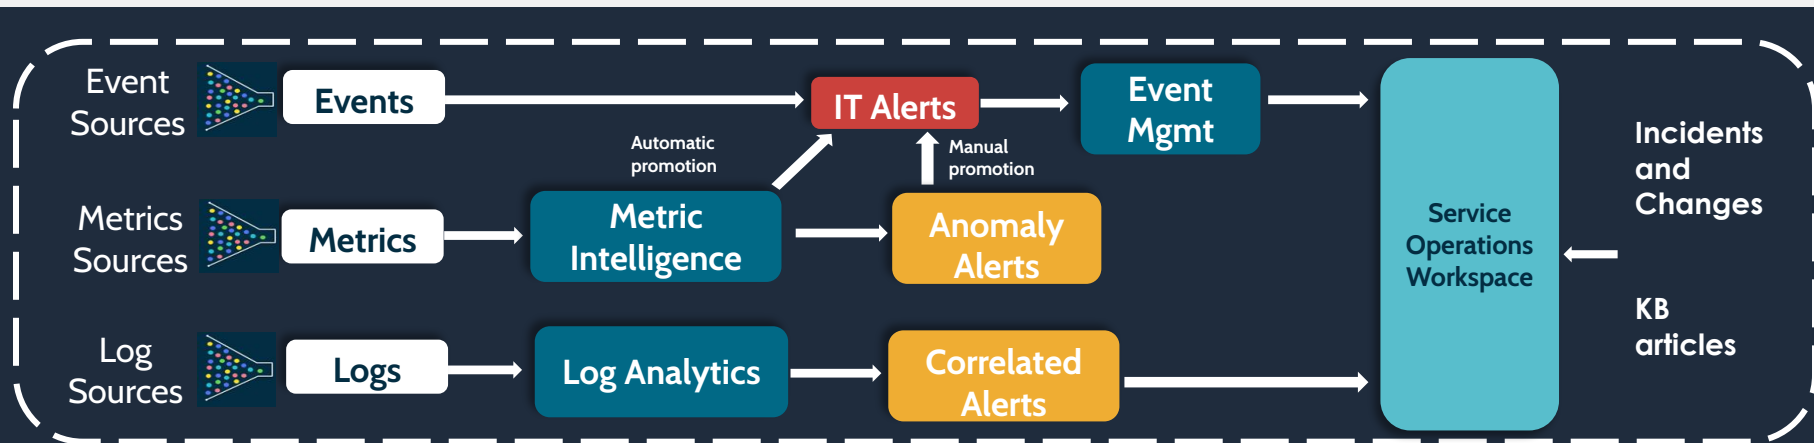 Event
Sources
Events
IT Alerts
Event
Mgmt
Automatic
promotion
Manual
promotion
Metrics
Sources
Metrics
Metric
Intelligence
Anomaly
Alerts
Log
Sources
Logs
Log Analytics
Correlated
Alerts
Service
Operations
Workspace
Incidents
and
Changes
KB
articles